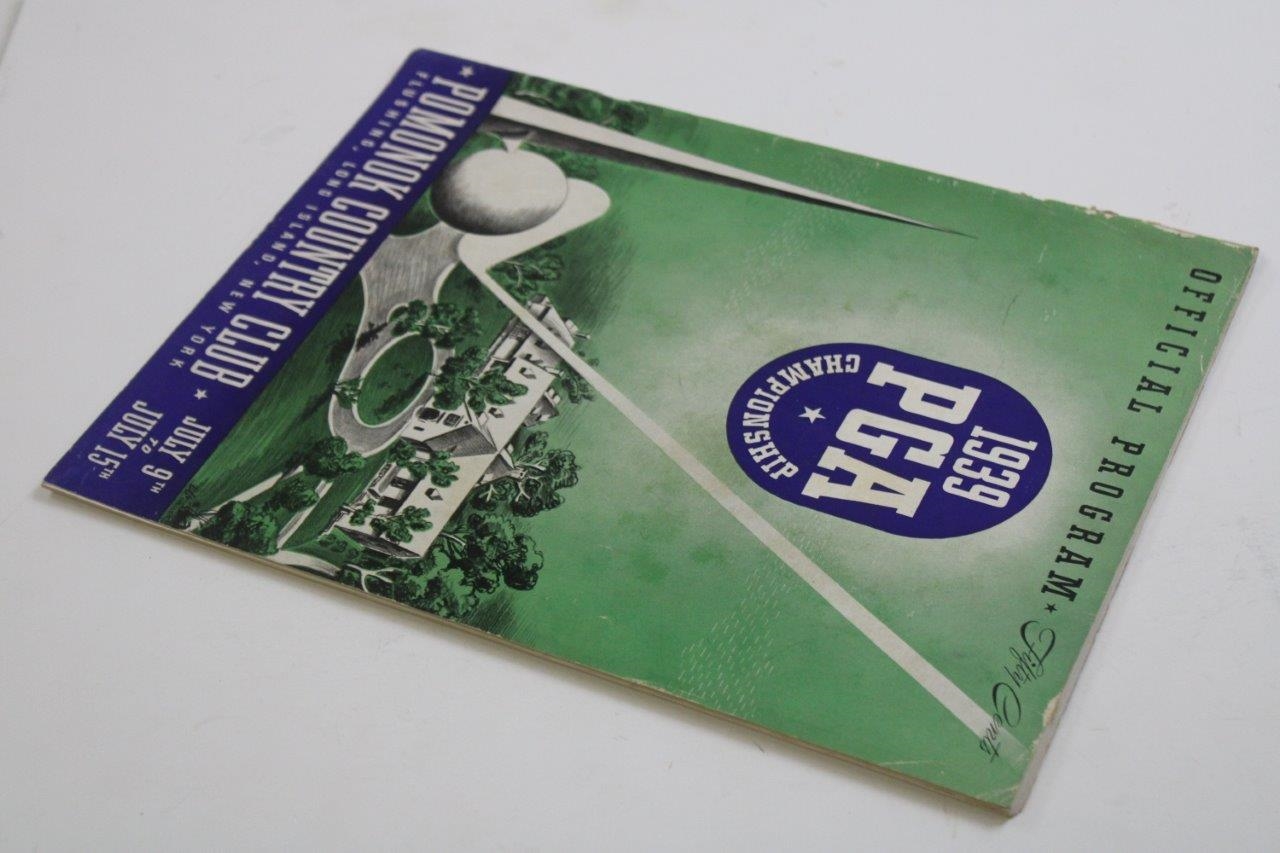 OFFICIAL PROGRAM ★ Fifty Cents
1939
PGA
★
CHAMPIONSHIP
★ POMONOK COUNTRY CLUB ★
FLUSHING, LONG ISLAND, NEW YORK
JULY 9TH
TO
JULY 15TH